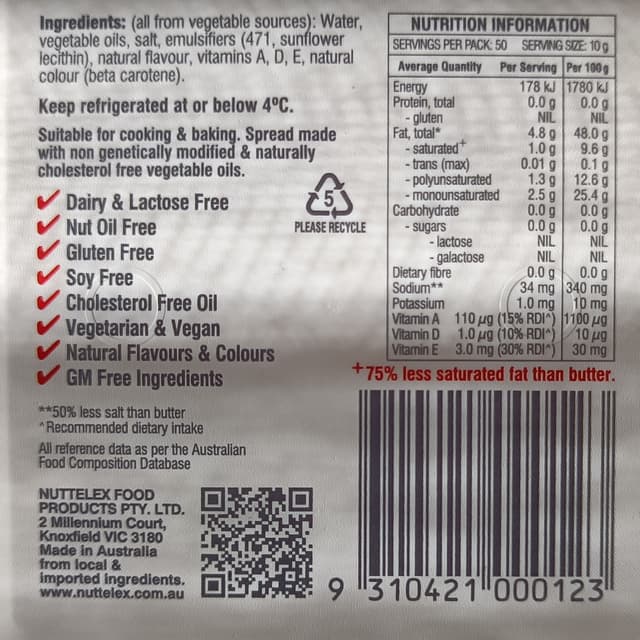 Ingredients: (all from vegetable sources): Water,
vegetable oils, salt, emulsifiers (471, sunflower
lecithin), natural flavour, vitamins A, D, E, natural
colour (beta carotene).
Keep refrigerated at or below 4ºC.
Suitable for cooking & baking. Spread made
with non genetically modified & naturally
cholesterol free vegetable oils.
✓ Dairy & Lactose Free
✓ Nut Oil Free
✓ Gluten Free
✓ Soy Free
✓ Cholesterol Free Oil
✓ Vegetarian & Vegan
✓ Natural Flavours & Colours
✓ GM Free Ingredients
5
PLEASE RECYCLE
**50% less salt than butter
^Recommended dietary intake
All reference data as per the Australian
Food Composition Database
NUTTELEX FOOD
PRODUCTS PTY. LTD.
2 Millennium Court,
Knoxfield VIC 3180
Made in Australia
from local &
imported ingredients.
www.nuttelex.com.au
NUTRITION INFORMATION
SERVINGS PER PACK: 50 SERVING SIZE: 10 g
Average Quantity Per Serving Per 100 g
Energy 178 kJ 1780 kJ
Protein, total 0.0 g 0.0 g
- gluten NIL NIL
Fat, total* 4.8 g 48.0 g
- saturated+ 1.0 g 9.6 g
- trans (max) 0.01 g 0.1 g
- polyunsaturated 1.3 g 12.6 g
- monounsaturated 2.5 g 25.4 g
Carbohydrate 0.0 g 0.0 g
- sugars 0.0 g 0.0 g
- lactose NIL NIL
- galactose NIL NIL
Dietary fibre 0.0 g 0.0 g
Sodium** 34 mg 340 mg
Potassium 1.0 mg 10 mg
Vitamin A 110 µg (15% RDI^) 1100 µg
Vitamin D 1.0 µg (10% RDI^) 10 µg
Vitamin E 3.0 mg (30% RDI^) 30 mg
+75% less saturated fat than butter.
9 310421 000123